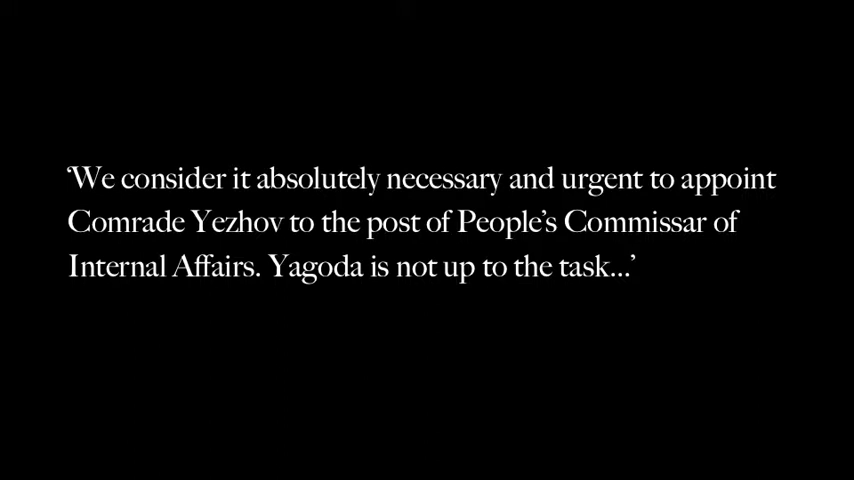 ‘We consider it absolutely necessary and urgent to appoint
Comrade Yezhov to the post of People’s Commissar of
Internal Affairs. Yagoda is not up to the task...’